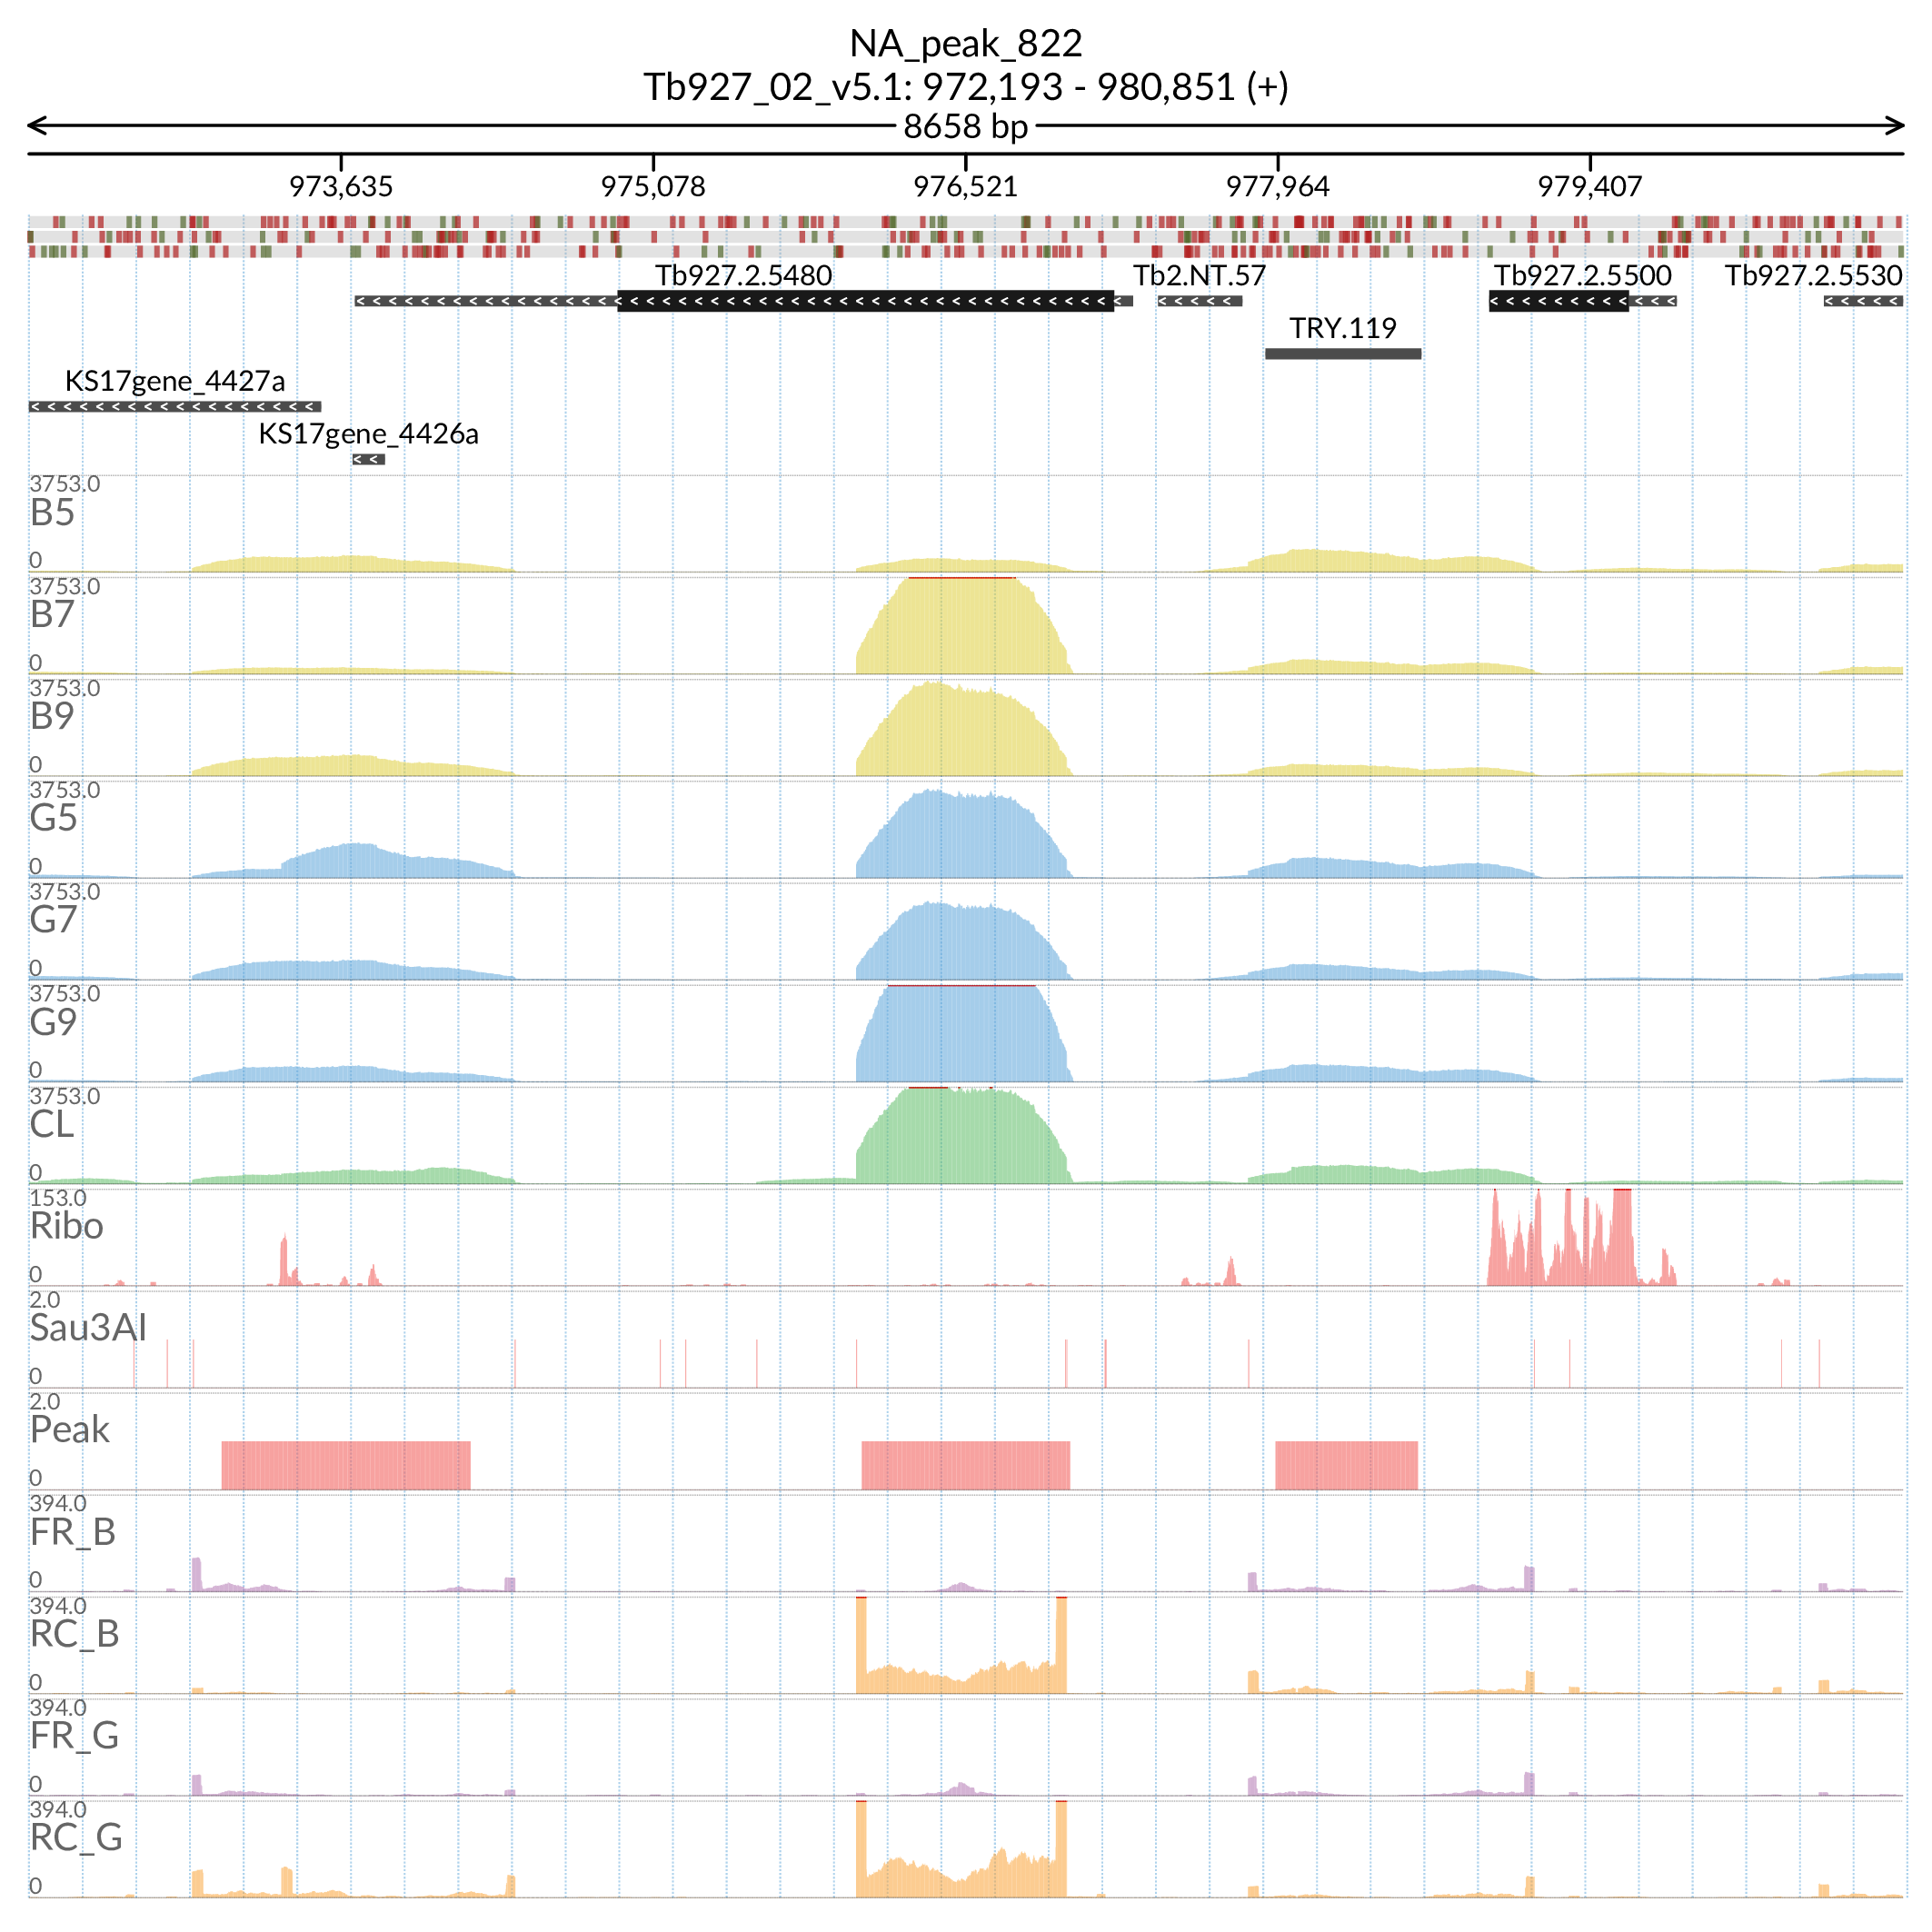 NA_peak_822
Tb927_02_v5.1: 972,193 - 980,851 (+)
8658 bp
973,635 975,078 976,521 977,964 979,407
Tb927.2.5480 Tb2.NT.57 Tb927.2.5500 Tb927.2.5530
TRY.119
KS17gene_4427a
KS17gene_4426a
3753.0
B5
0
3753.0
B7
0
3753.0
B9
0
3753.0
G5
0
3753.0
G7
0
3753.0
G9
0
3753.0
CL
0
153.0
Ribo
0
2.0
Sau3AI
0
2.0
Peak
0
394.0
FR_B
0
394.0
RC_B
0
394.0
FR_G
0
394.0
RC_G
0